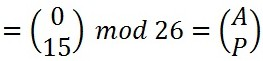 = (0 15) mod 26 = (A P)